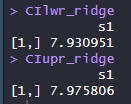 > CIlwr_ridge
s1
[1,] 7.930951
> CIupr_ridge
s1
[1,] 7.975806